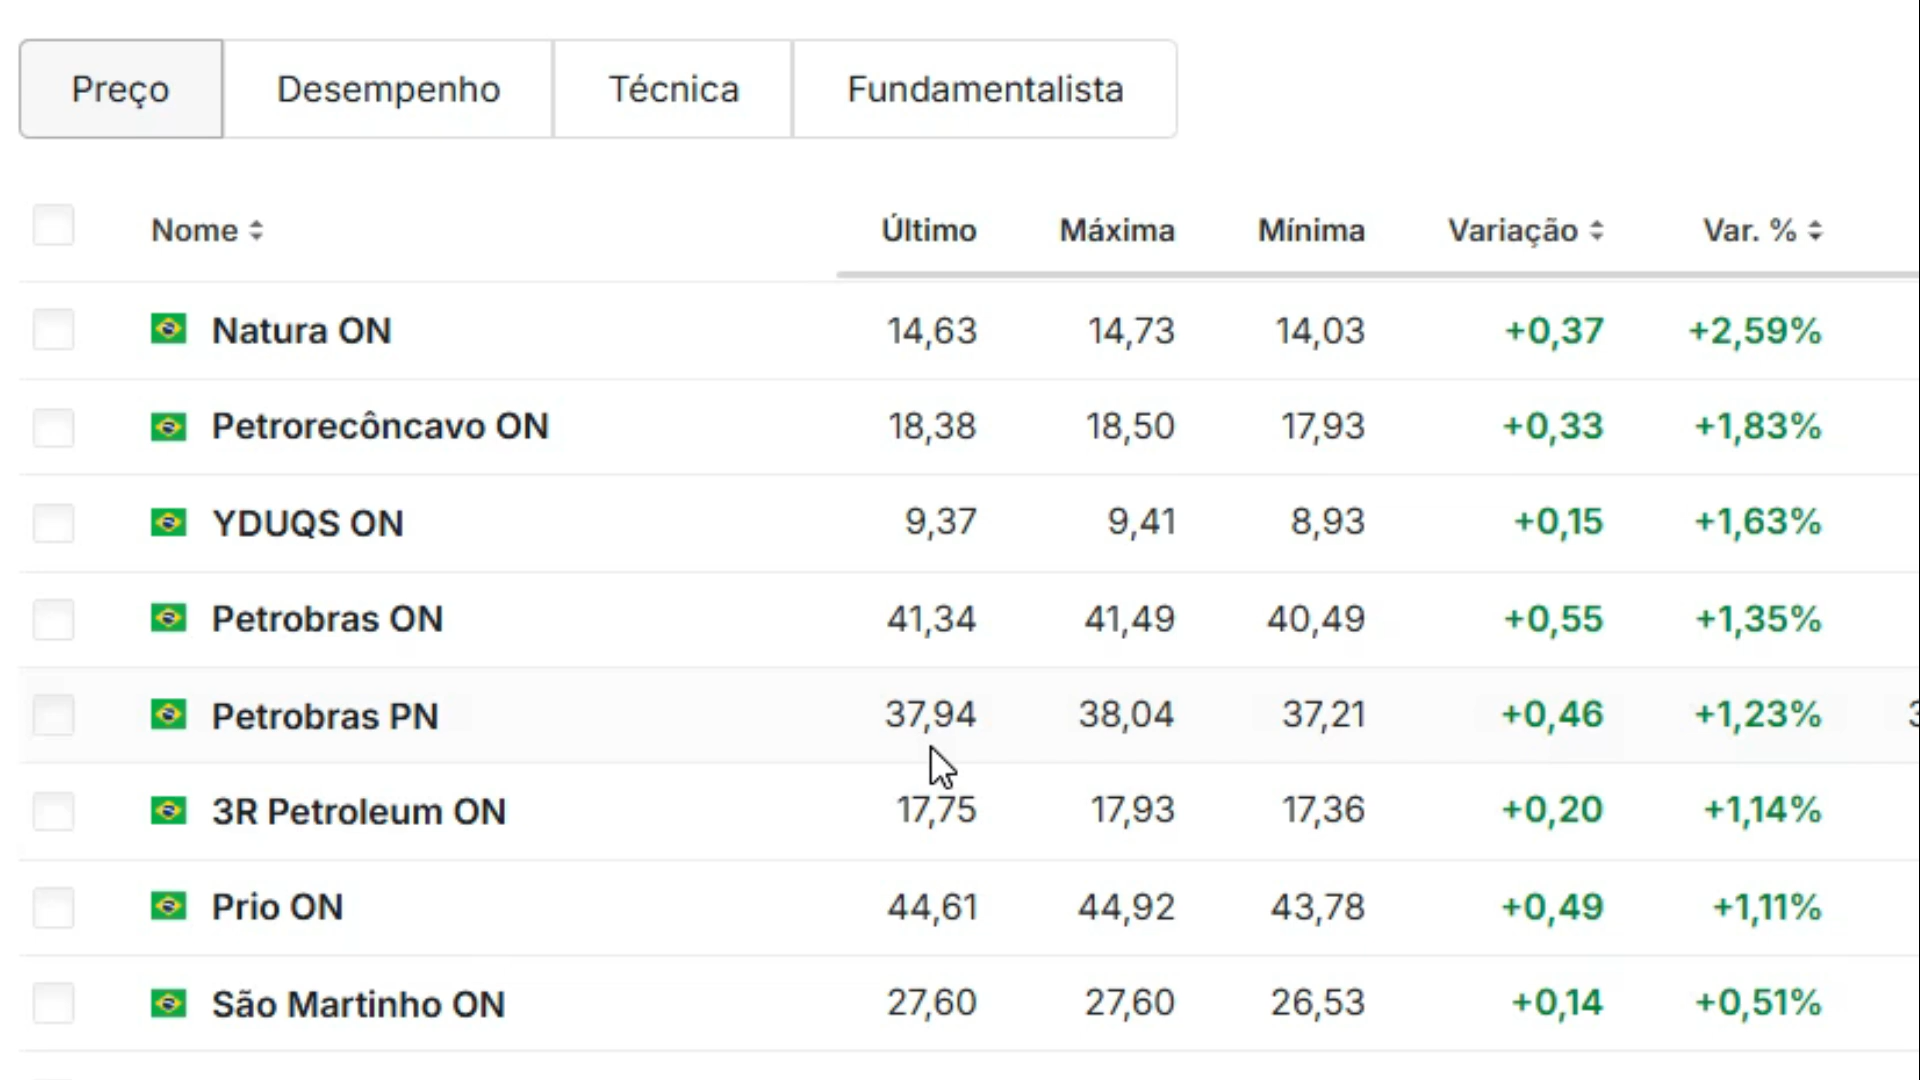 Preço Desempenho Técnica Fundamentalista
Nome Último Máxima Mínima Variação Var. %
Natura ON 14,63 14,73 14,03 +0,37 +2,59%
Petrorecôncavo ON 18,38 18,50 17,93 +0,33 +1,83%
YDUQS ON 9,37 9,41 8,93 +0,15 +1,63%
Petrobras ON 41,34 41,49 40,49 +0,55 +1,35%
Petrobras PN 37,94 38,04 37,21 +0,46 +1,23%
3R Petroleum ON 17,75 17,93 17,36 +0,20 +1,14%
Prio ON 44,61 44,92 43,78 +0,49 +1,11%
São Martinho ON 27,60 27,60 26,53 +0,14 +0,51%